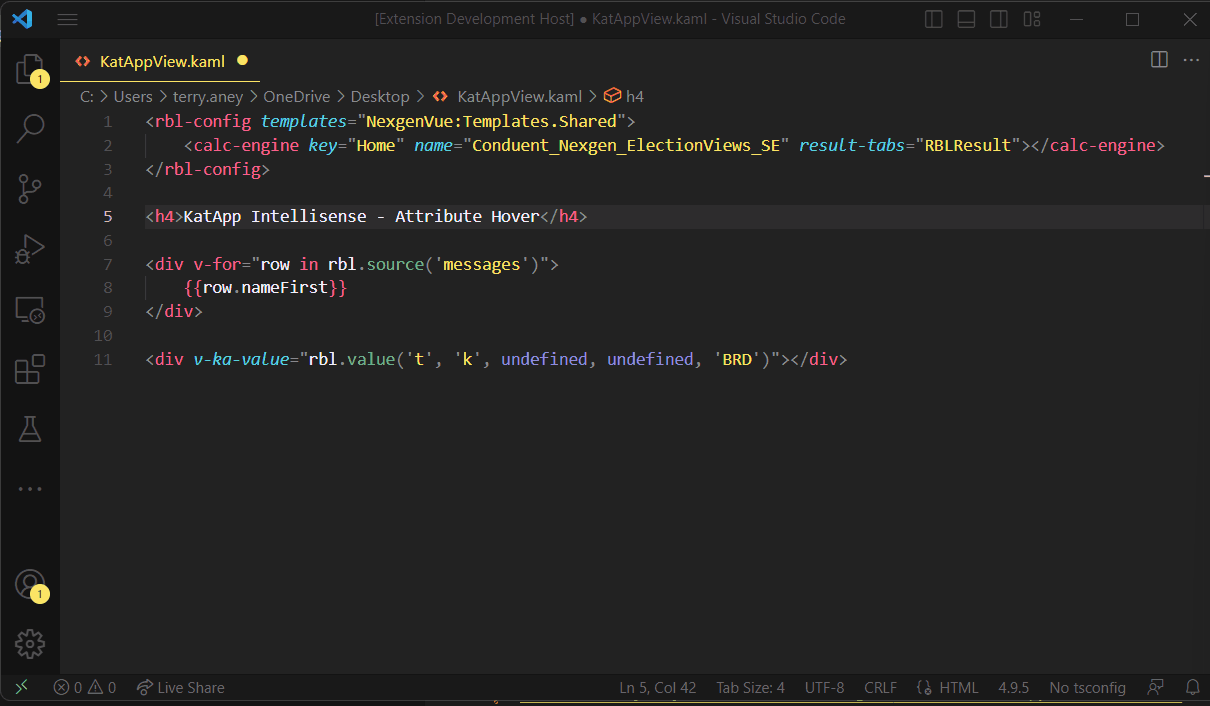 [Extension Development Host] ● KatAppView.kaml - Visual Studio Code
KatAppView.kaml
C: > Users > terry.aney > OneDrive > Desktop > KatAppView.kaml > h4
1 <rbl-config templates="NexgenVue:Templates.Shared">
2 <calc-engine key="Home" name="Conduent_Nexgen_ElectionViews_SE" result-tabs="RBLResult"></calc-engine>
3 </rbl-config>
4
5 <h4>KatApp Intellisense - Attribute Hover</h4>
6
7 <div v-for="row in rbl.source('messages')">
8 {{row.nameFirst}}
9 </div>
10
11 <div v-ka-value="rbl.value('t', 'k', undefined, undefined, 'BRD')"></div>
1
1
0 0 Live Share Ln 5, Col 42 Tab Size: 4 UTF-8 CRLF HTML 4.9.5 No tsconfig